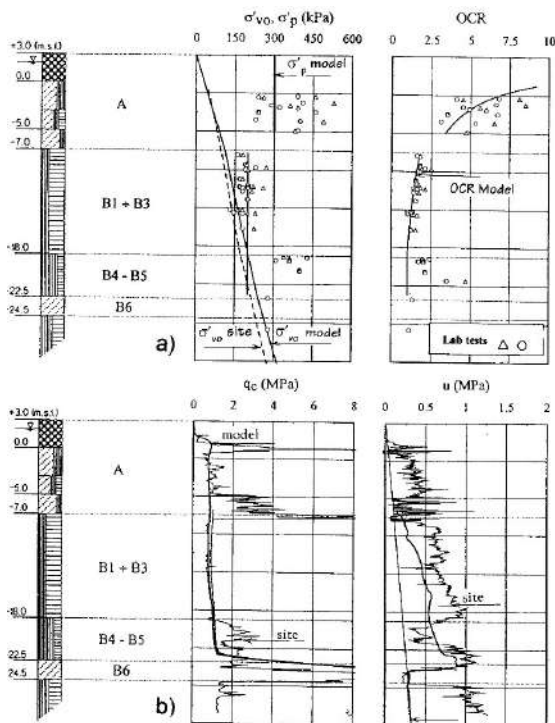 σ'vo, σ'p (kPa)
OCR
0 150 300 450 600
0 2.5 5 7.5 10
+3.0 (m.s.l.)
0.0
σ'p model
A
-5.0
-7.0
B1 ÷ B3
OCR Model
-18.0
B4 - B5
-22.5
B6
-24.5
σ'vo site
σ'vo model
Lab tests △ ○
a)
qc (MPa)
u (MPa)
0 2 4 6 8
0 0.5 1 1.5 2
+3.0 (m.s.l.)
model
0.0
A
-5.0
-7.0
B1 ÷ B3
site
-18.0
site
B4 - B5
22.5
B6
24.5
b)